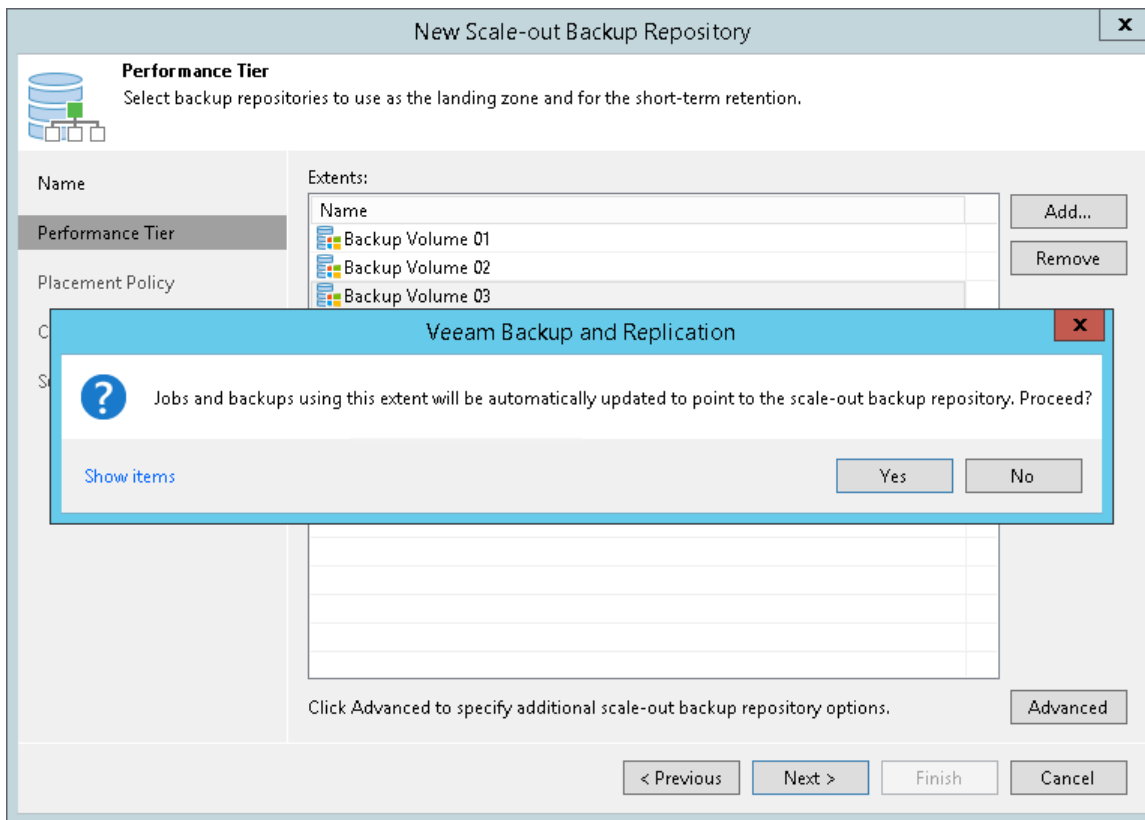 New Scale-out Backup Repository
x
Performance Tier
Select backup repositories to use as the landing zone and for the short-term retention.
Name
Performance Tier
Placement Policy
C
S
Extents:
Name
Backup Volume 01
Backup Volume 02
Backup Volume 03
Add...
Remove
Veeam Backup and Replication
x
?
Jobs and backups using this extent will be automatically updated to point to the scale-out backup repository. Proceed?
Show items
Yes
No
Click Advanced to specify additional scale-out backup repository options.
Advanced
< Previous
Next >
Finish
Cancel